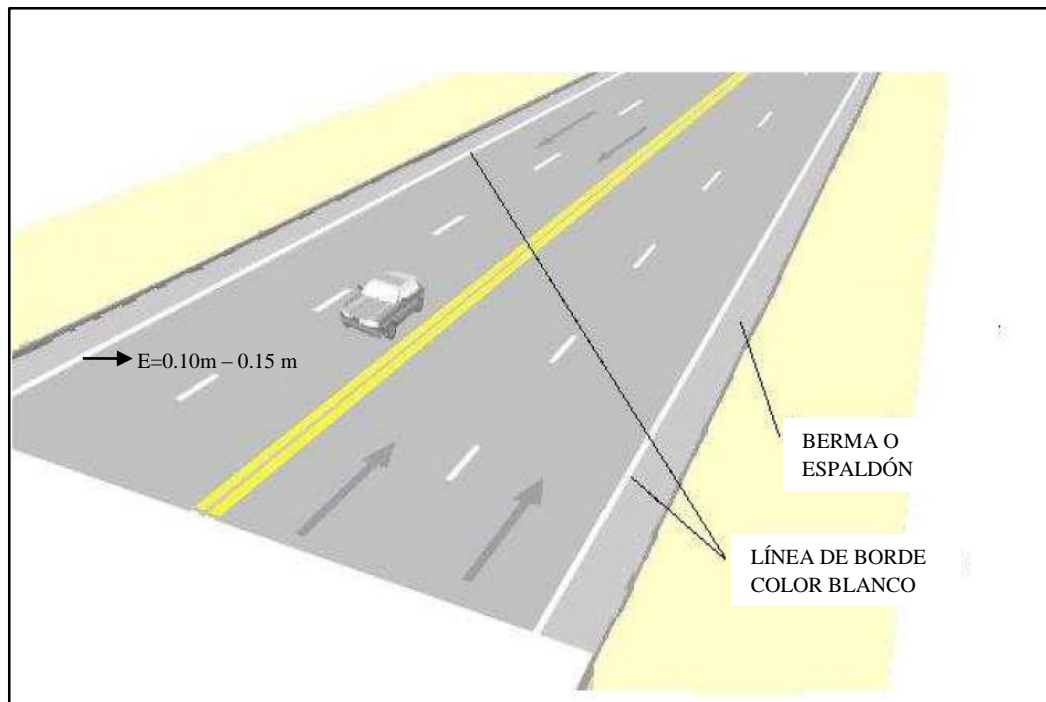 E=0.10m – 0.15 m
BERMA O
ESPALDÓN
LÍNEA DE BORDE
COLOR BLANCO